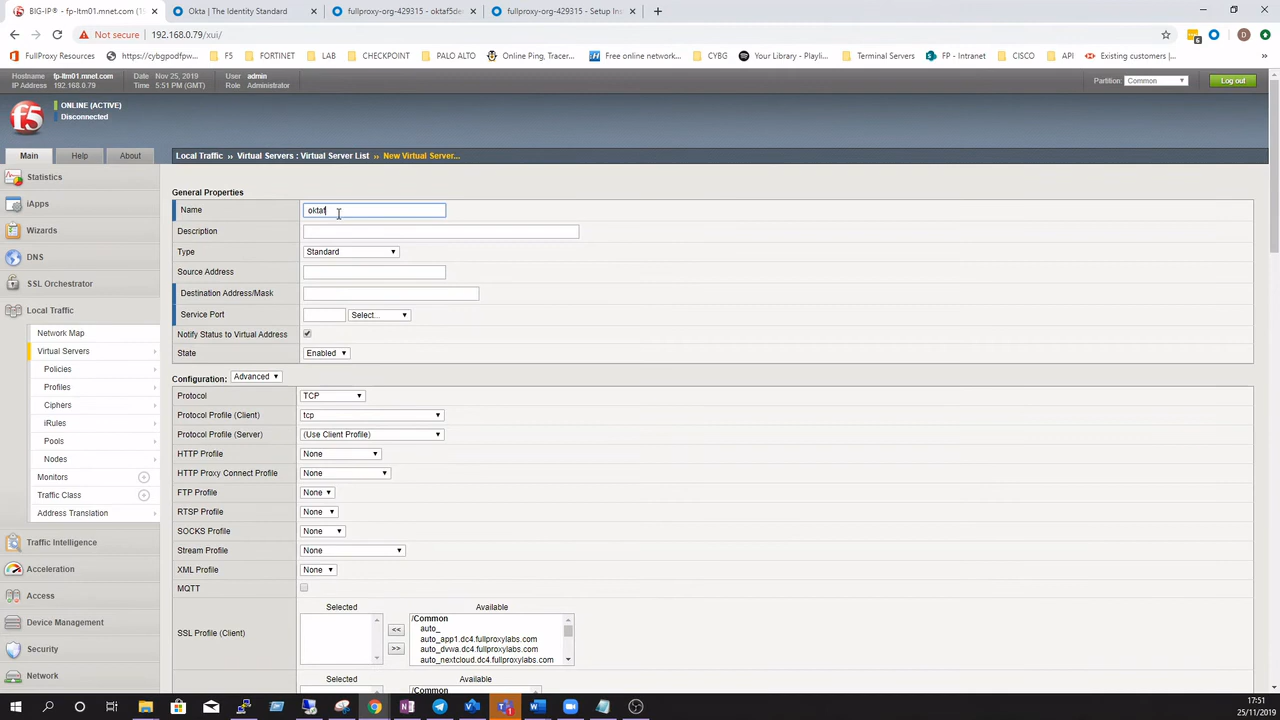 BIG-IP® - fp-ltm01.mnet.com (19
Okta | The Identity Standard
fullproxy-org-429315 - oktaf5de
fullproxy-org-429315 - Setup Ins
Not secure | 192.168.0.79/xui/
FullProxy Resources
https://cybgpodfpw...
F5
FORTINET
LAB
CHECKPOINT
PALO ALTO
Online Ping, Tracer...
Free online network...
CYBG
Your Library - Playli...
Terminal Servers
FP - Intranet
CISCO
API
Existing customers...
Hostname fp-ltm01.mnet.com Date Nov 25, 2019 User admin
IP Address 192.168.0.79 Time 5:51 PM (GMT) Role Administrator
Partition: Common
Log out
f5
ONLINE (ACTIVE)
Disconnected
Main
Help
About
Local Traffic » Virtual Servers : Virtual Server List » New Virtual Server...
Statistics
iApps
Wizards
DNS
SSL Orchestrator
Local Traffic
Network Map
Virtual Servers
Policies
Profiles
Ciphers
iRules
Pools
Nodes
Monitors
Traffic Class
Address Translation
Traffic Intelligence
Acceleration
Access
Device Management
Security
Network
General Properties
Name oktaf
Description
Type Standard
Source Address
Destination Address/Mask
Service Port Select...
Notify Status to Virtual Address
State Enabled
Configuration: Advanced
Protocol TCP
Protocol Profile (Client) tcp
Protocol Profile (Server) (Use Client Profile)
HTTP Profile None
HTTP Proxy Connect Profile None
FTP Profile None
RTSP Profile None
SOCKS Profile None
Stream Profile None
XML Profile None
MQTT
Selected Available
SSL Profile (Client)
<<
>>
/Common
auto_
auto_app1.dc4.fullproxylabs.com
auto_dvwa.dc4.fullproxylabs.com
auto_nextcloud.dc4.fullproxylabs.com
Selected Available
/Common
17:51
25/11/2019